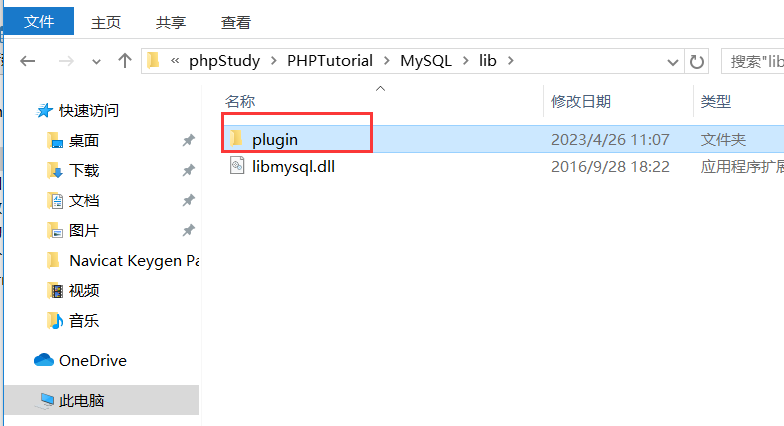 文件 主页 共享 查看
« phpStudy > PHPTutorial > MySQL > lib > 搜索"lib
名称 修改日期 类型
快速访问
桌面
下载
文档
图片
Navicat Keygen Pa
视频
音乐
OneDrive
此电脑
plugin 2023/4/26 11:07 文件夹
libmysql.dll 2016/9/28 18:22 应用程序扩展